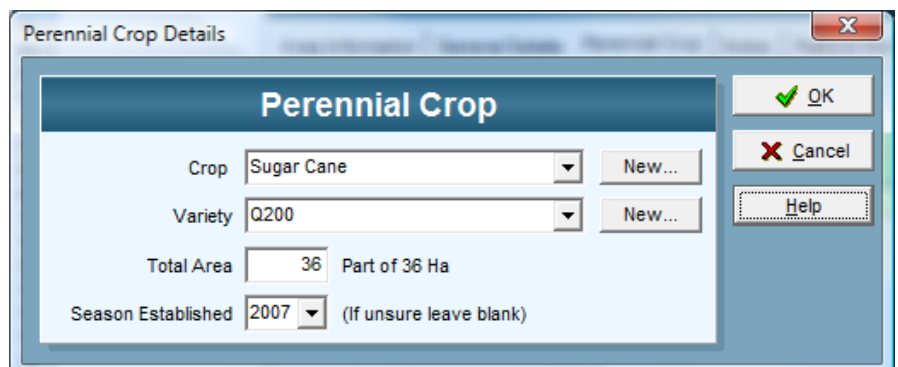 Perennial Crop Details
Perennial Crop
Crop Sugar Cane New...
Variety Q200 New...
Total Area 36 Part of 36 Ha
Season Established 2007 (If unsure leave blank)
OK
Cancel
Help